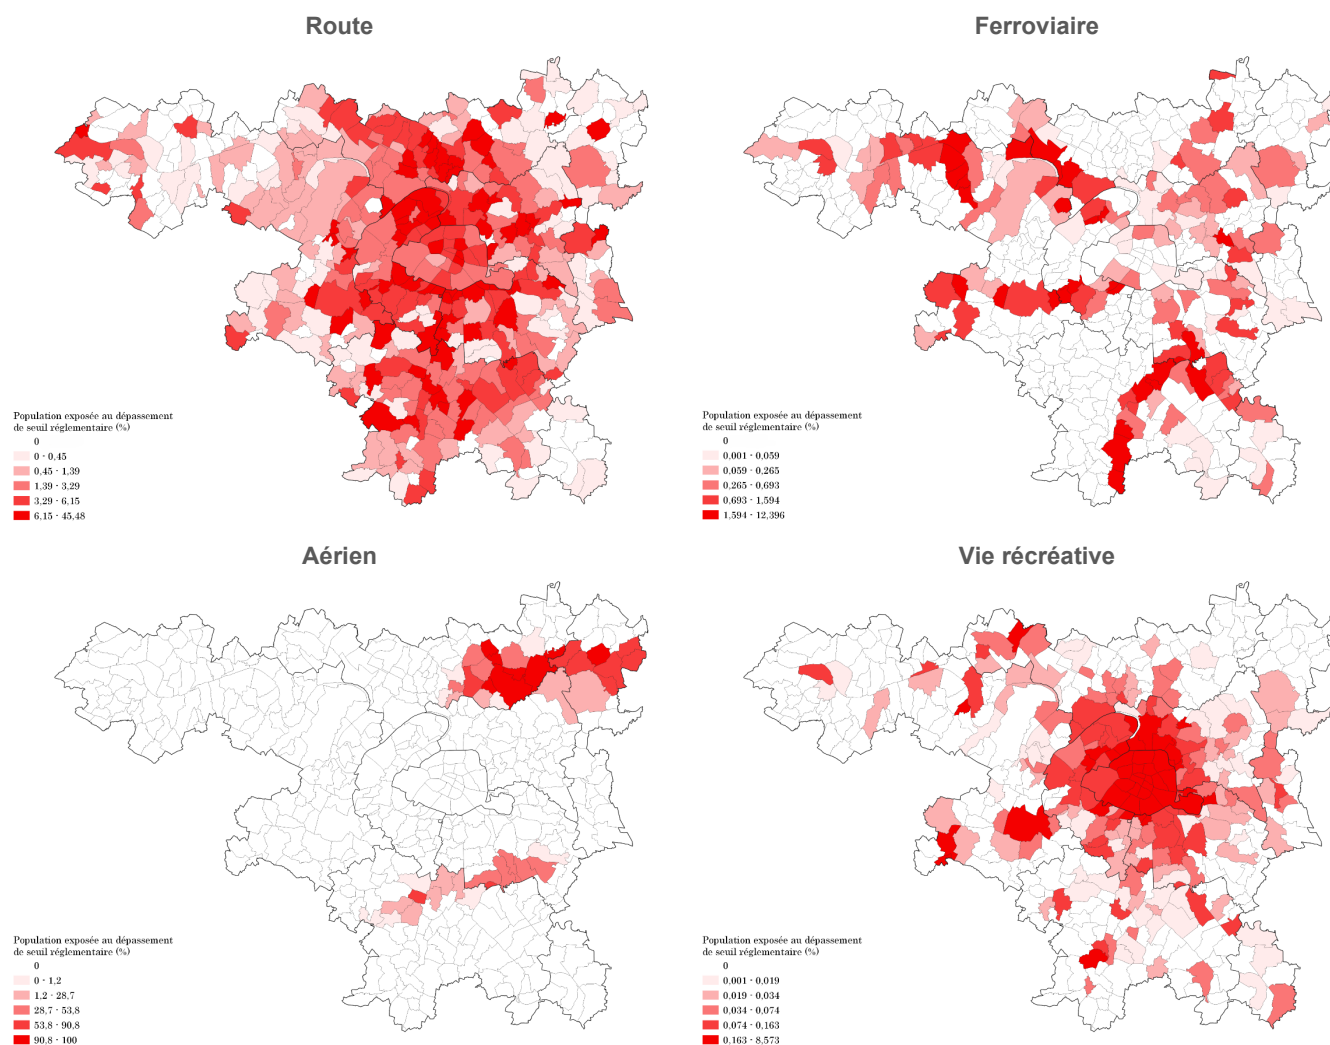 Route
Population exposée au dépassement
de seuil réglementaire (%)
0
0 - 0,45
0,45 - 1,39
1,39 - 3,29
3,29 - 6,15
6,15 - 45,48
Ferroviaire
Population exposée au dépassement
de seuil réglementaire (%)
0
0,001 - 0,059
0,059 - 0,265
0,265 - 0,693
0,693 - 1,594
1,594 - 12,396
Aérien
Population exposée au dépassement
de seuil réglementaire (%)
0
0 - 1,2
1,2 - 28,7
28,7 - 53,8
53,8 - 90,8
90,8 - 100
Vie récréative
Population exposée au dépassement
de seuil réglementaire (%)
0
0,001 - 0,019
0,019 - 0,034
0,034 - 0,074
0,074 - 0,163
0,163 - 8,573